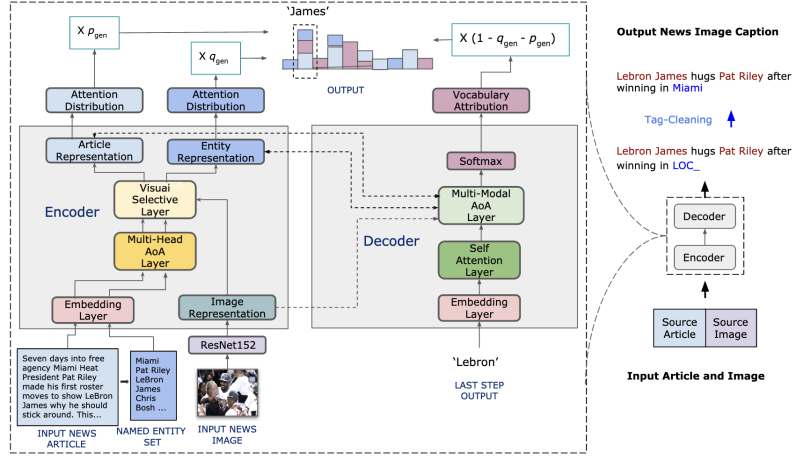 'James'
X pgen
X qgen
X (1 - qgen - pgen)
OUTPUT
Attention
Distribution
Attention
Distribution
Vocabulary
Attribution
Article
Representation
Entity
Representation
Softmax
Visual
Selective
Layer
Multi-Modal
AoA
Layer
Encoder
Decoder
Multi-Head
AoA
Layer
Self
Attention
Layer
Embedding
Layer
Image
Representation
Embedding
Layer
ResNet152
'Lebron'
Seven days into free
agency Miami Heat
President Pat Riley
made his first roster
moves to show LeBron
James why he should
stick around. This...
Miami
Pat Riley
LeBron
James
Chris
Bosh ...
INPUT NEWS
ARTICLE
NAMED ENTITY
SET
INPUT NEWS
IMAGE
LAST STEP
OUTPUT
Output News Image Caption
Lebron James hugs Pat Riley after
winning in Miami
Tag-Cleaning
Lebron James hugs Pat Riley after
winning in LOC_
Decoder
Encoder
Source
Article
Source
Image
Input Article and Image